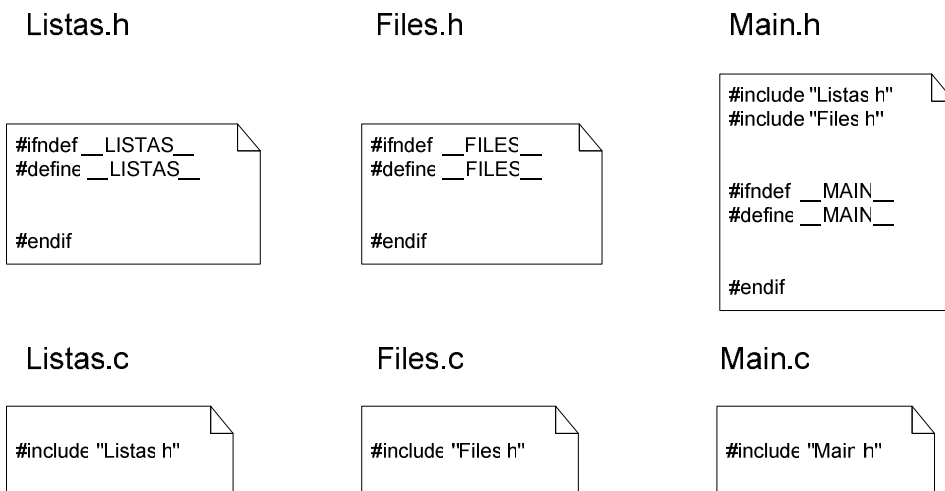 Listas.h
#ifndef __LISTAS__
#define __LISTAS__
#endif
Files.h
#ifndef __FILES__
#define __FILES__
#endif
Main.h
#include "Listas h"
#include "Files h"
#ifndef __MAIN__
#define __MAIN__
#endif
Listas.c
#include "Listas h"
Files.c
#include "Files h"
Main.c
#include "Main h"